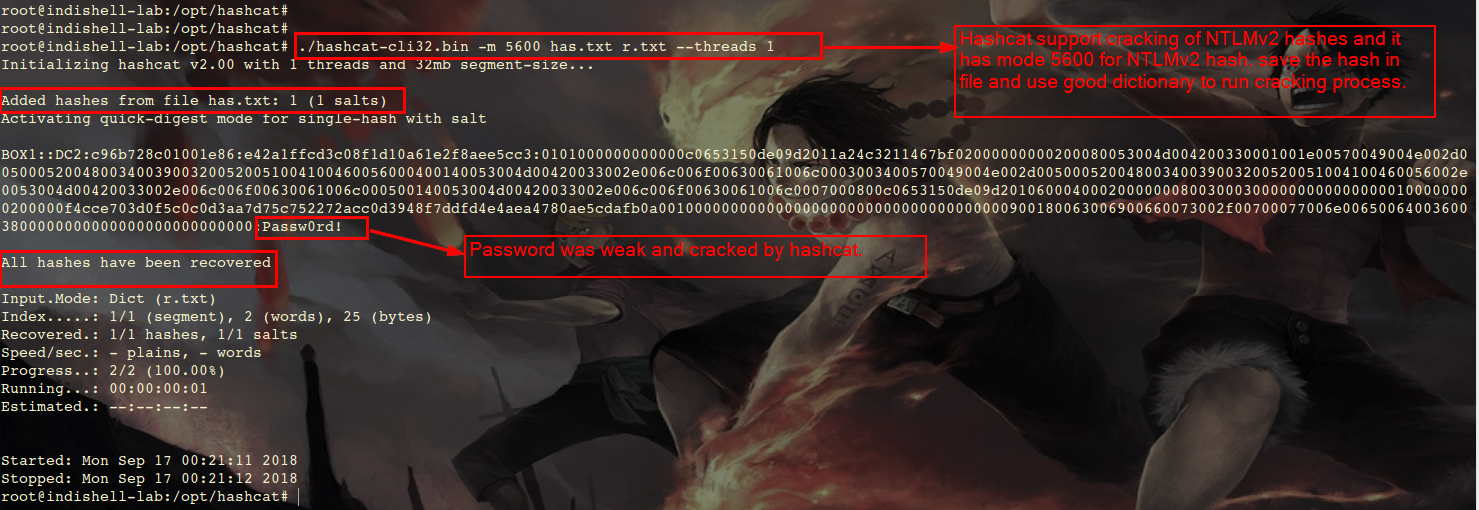 root@indishell-lab:/opt/hashcat#
root@indishell-lab:/opt/hashcat#
root@indishell-lab:/opt/hashcat# ./hashcat-cli32.bin -m 5600 has.txt r.txt --threads 1
Initializing hashcat v2.00 with 1 threads and 32mb segment-size...
Hashcat support cracking of NTLMv2 hashes and it
has mode 5600 for NTLMv2 hash, save the hash in
file and use good dictionary to run cracking process.
Added hashes from file has.txt: 1 (1 salts)
Activating quick-digest mode for single-hash with salt
BOX1::DC2:c96b728c01001e86:e42a1ffcd3c08f1d10a61e2f8aee5cc3:
:Passw0rd!
Password was weak and cracked by hashcat.
All hashes have been recovered
Input.Mode: Dict (r.txt)
Index.....: 1/1 (segment), 2 (words), 25 (bytes)
Recovered.: 1/1 hashes, 1/1 salts
Speed/sec.: - plains, - words
Progress..: 2/2 (100.00%)
Running...: 00:00:00:01
Estimated.: --:--:--:--
Started: Mon Sep 17 00:21:11 2018
Stopped: Mon Sep 17 00:21:12 2018
root@indishell-lab:/opt/hashcat#